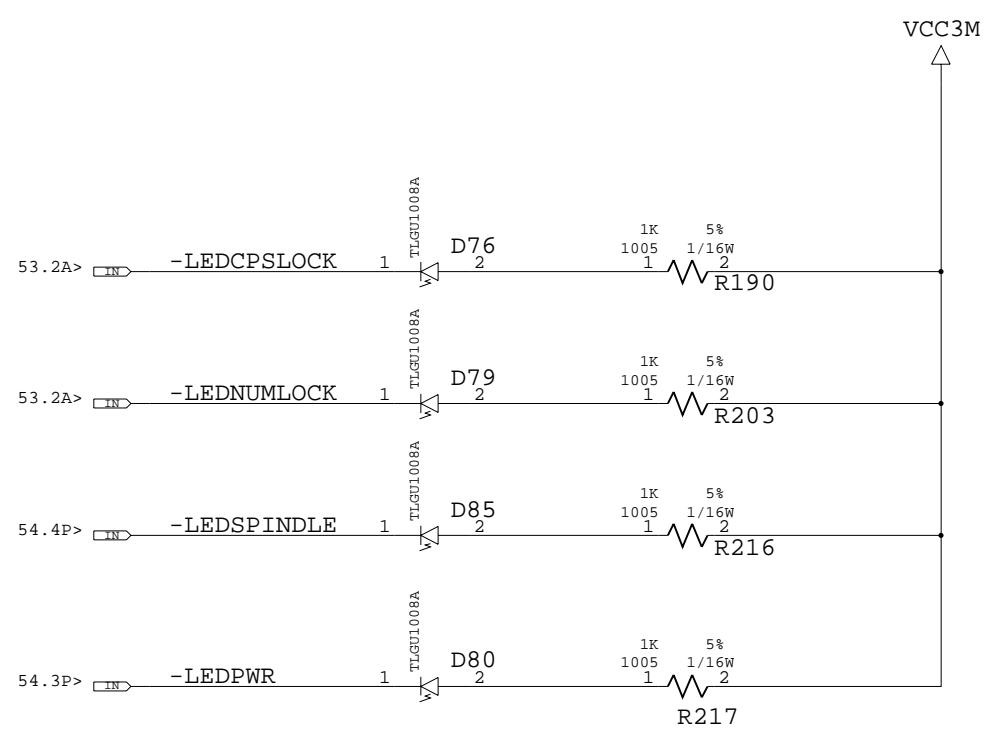 VCC3M
TLGU1008A
D76
1K 5%
1005 1/16W
53.2A> IN -LEDCPSLOCK 1 2 1 2
R190
TLGU1008A
D79
1K 5%
1005 1/16W
53.2A> IN -LEDNUMLOCK 1 2 1 2
R203
TLGU1008A
D85
1K 5%
1005 1/16W
54.4P> IN -LEDSPINDLE 1 2 1 2
R216
TLGU1008A
D80
1K 5%
1005 1/16W
54.3P> IN -LEDPWR 1 2 1 2
R217